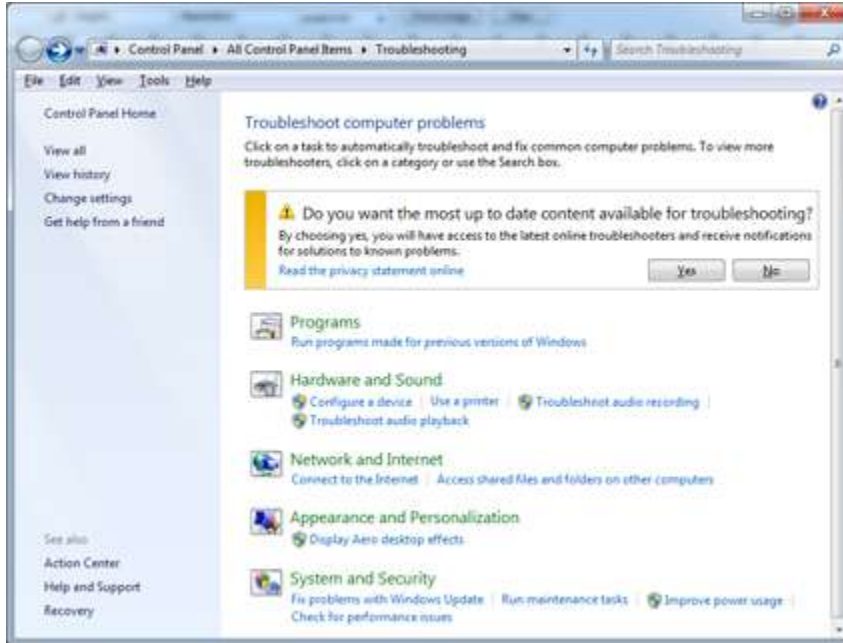 Control Panel ▸ All Control Panel Items ▸ Troubleshooting
Search Troubleshooting
File Edit View Tools Help
Control Panel Home
View all
View history
Change settings
Get help from a friend
See also
Action Center
Help and Support
Recovery
Troubleshoot computer problems
Click on a task to automatically troubleshoot and fix common computer problems. To view more
troubleshooters, click on a category or use the Search box.
Do you want the most up to date content available for troubleshooting?
By choosing yes, you will have access to the latest online troubleshooters and receive notifications
for solutions to known problems.
Read the privacy statement online
Yes No
Programs
Run programs made for previous versions of Windows
Hardware and Sound
Configure a device | Use a printer | Troubleshoot audio recording |
Troubleshoot audio playback
Network and Internet
Connect to the Internet | Access shared files and folders on other computers
Appearance and Personalization
Display Aero desktop effects
System and Security
Fix problems with Windows Update | Run maintenance tasks | Improve power usage |
Check for performance issues